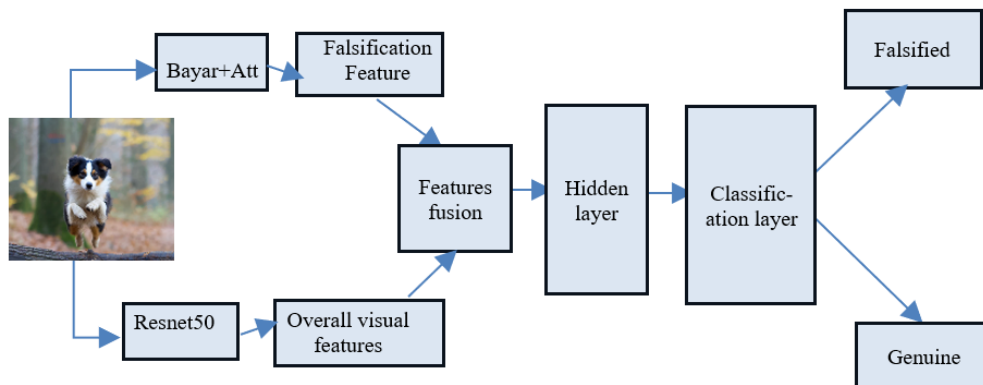 Bayar+Att
Falsification
Feature
Falsified
Features
fusion
Hidden
layer
Classific-
ation layer
Resnet50
Overall visual
features
Genuine